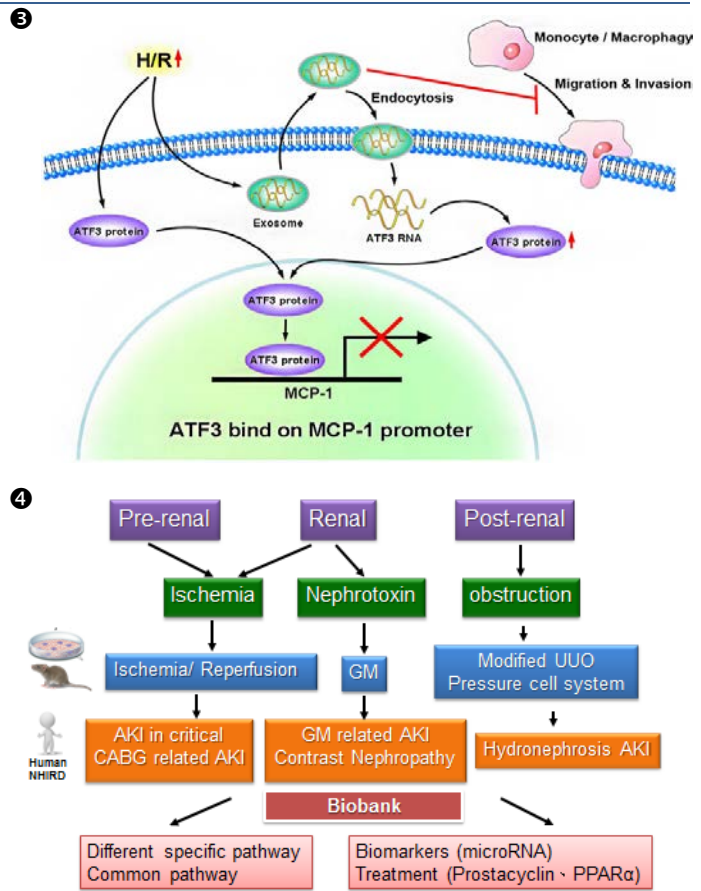 ❸
H/R
Monocyte / Macrophagy
Migration & Invasion
Endocytosis
Exosome
ATF3 RNA
ATF3 protein
ATF3 protein
ATF3 protein
ATF3 protein
MCP-1
ATF3 bind on MCP-1 promoter
❹
Pre-renal
Renal
Post-renal
Ischemia
Nephrotoxin
obstruction
Ischemia/ Reperfusion
GM
Modified UUO
Pressure cell system
Human
NHIRD
AKI in critical
CABG related AKI
GM related AKI
Contrast Nephropathy
Hydronephrosis AKI
Biobank
Different specific pathway
Common pathway
Biomarkers (microRNA)
Treatment (Prostacyclin、PPARα)